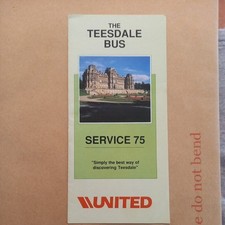 THE
TEESDALE
BUS
SERVICE 75
"Simply the best way of
discovering Teesdale"
UNITED
e do not bend